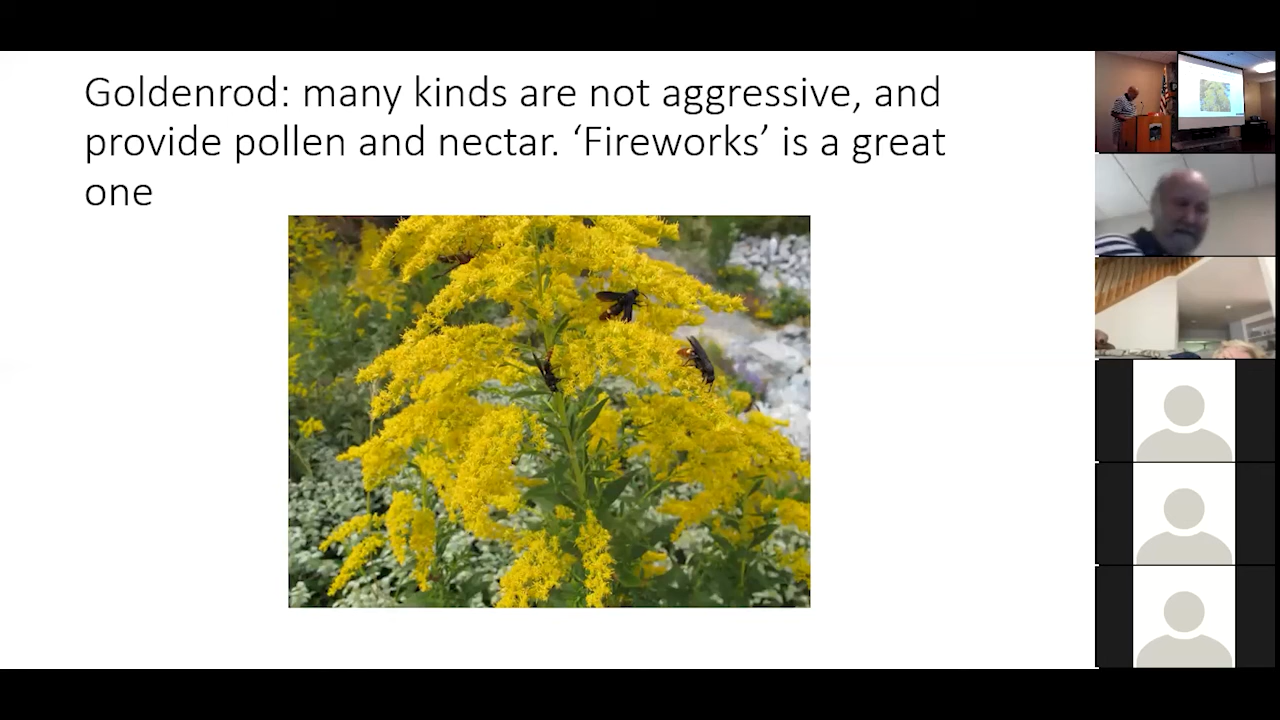 Goldenrod: many kinds are not aggressive, and
provide pollen and nectar. ‘Fireworks’ is a great
one